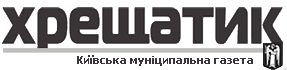 хрещатик
Київська муніципальна газета